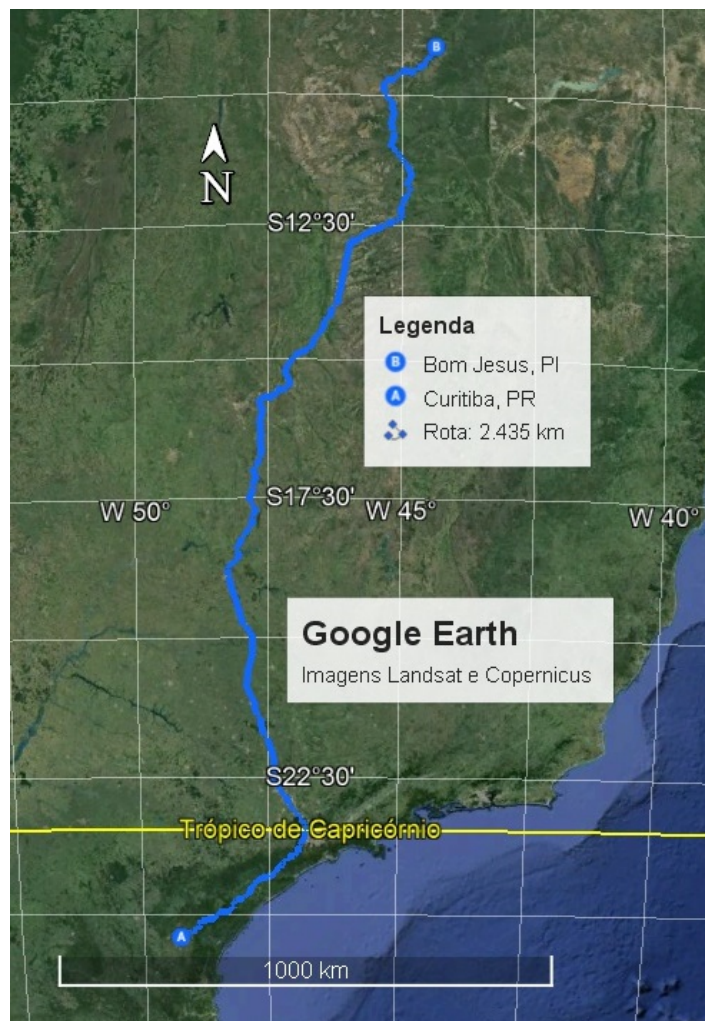 B
N
S12°30'
Legenda
B Bom Jesus, PI
A Curitiba, PR
Rota: 2.435 km
W 50°
S17°30'
W 45°
W 40°
Google Earth
Imagens Landsat e Copernicus
S22°30'
Trópico de Capricórnio
A
1000 km